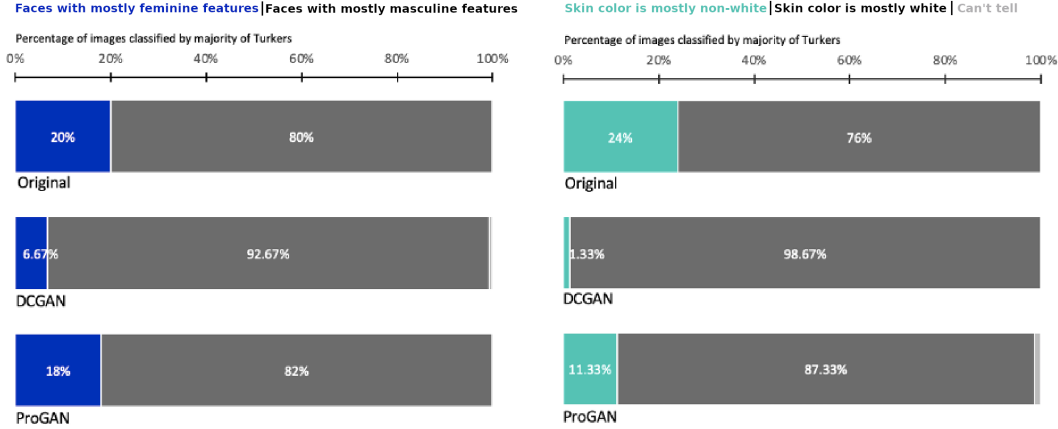 Faces with mostly feminine features|Faces with mostly masculine features
Percentage of images classified by majority of Turkers
0% 20% 40% 60% 80% 100%
20% 80%
Original
6.67% 92.67%
DCGAN
18% 82%
ProGAN
Skin color is mostly non-white|Skin color is mostly white | Can't tell
Percentage of images classified by majority of Turkers
0% 20% 40% 60% 80% 100%
24% 76%
Original
1.33% 98.67%
DCGAN
11.33% 87.33%
ProGAN